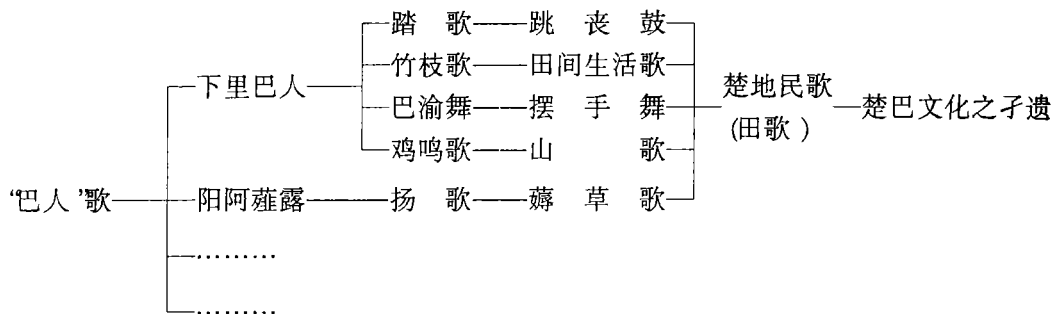 踏歌——跳丧鼓
竹枝歌——田间生活歌
下里巴人
巴渝舞——摆手舞
楚地民歌
(田歌)
楚巴文化之孑遗
鸡鸣歌——山歌
“巴人”歌
阳阿薤露——扬歌——薅草歌
………
………